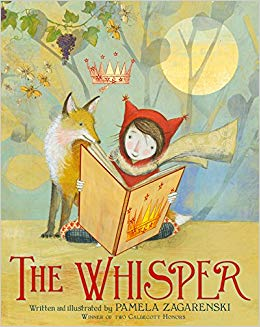 THE WHISPER
Written and illustrated by PAMELA ZAGARENSKI
WINNER OF TWO CALDECOTT HONORS